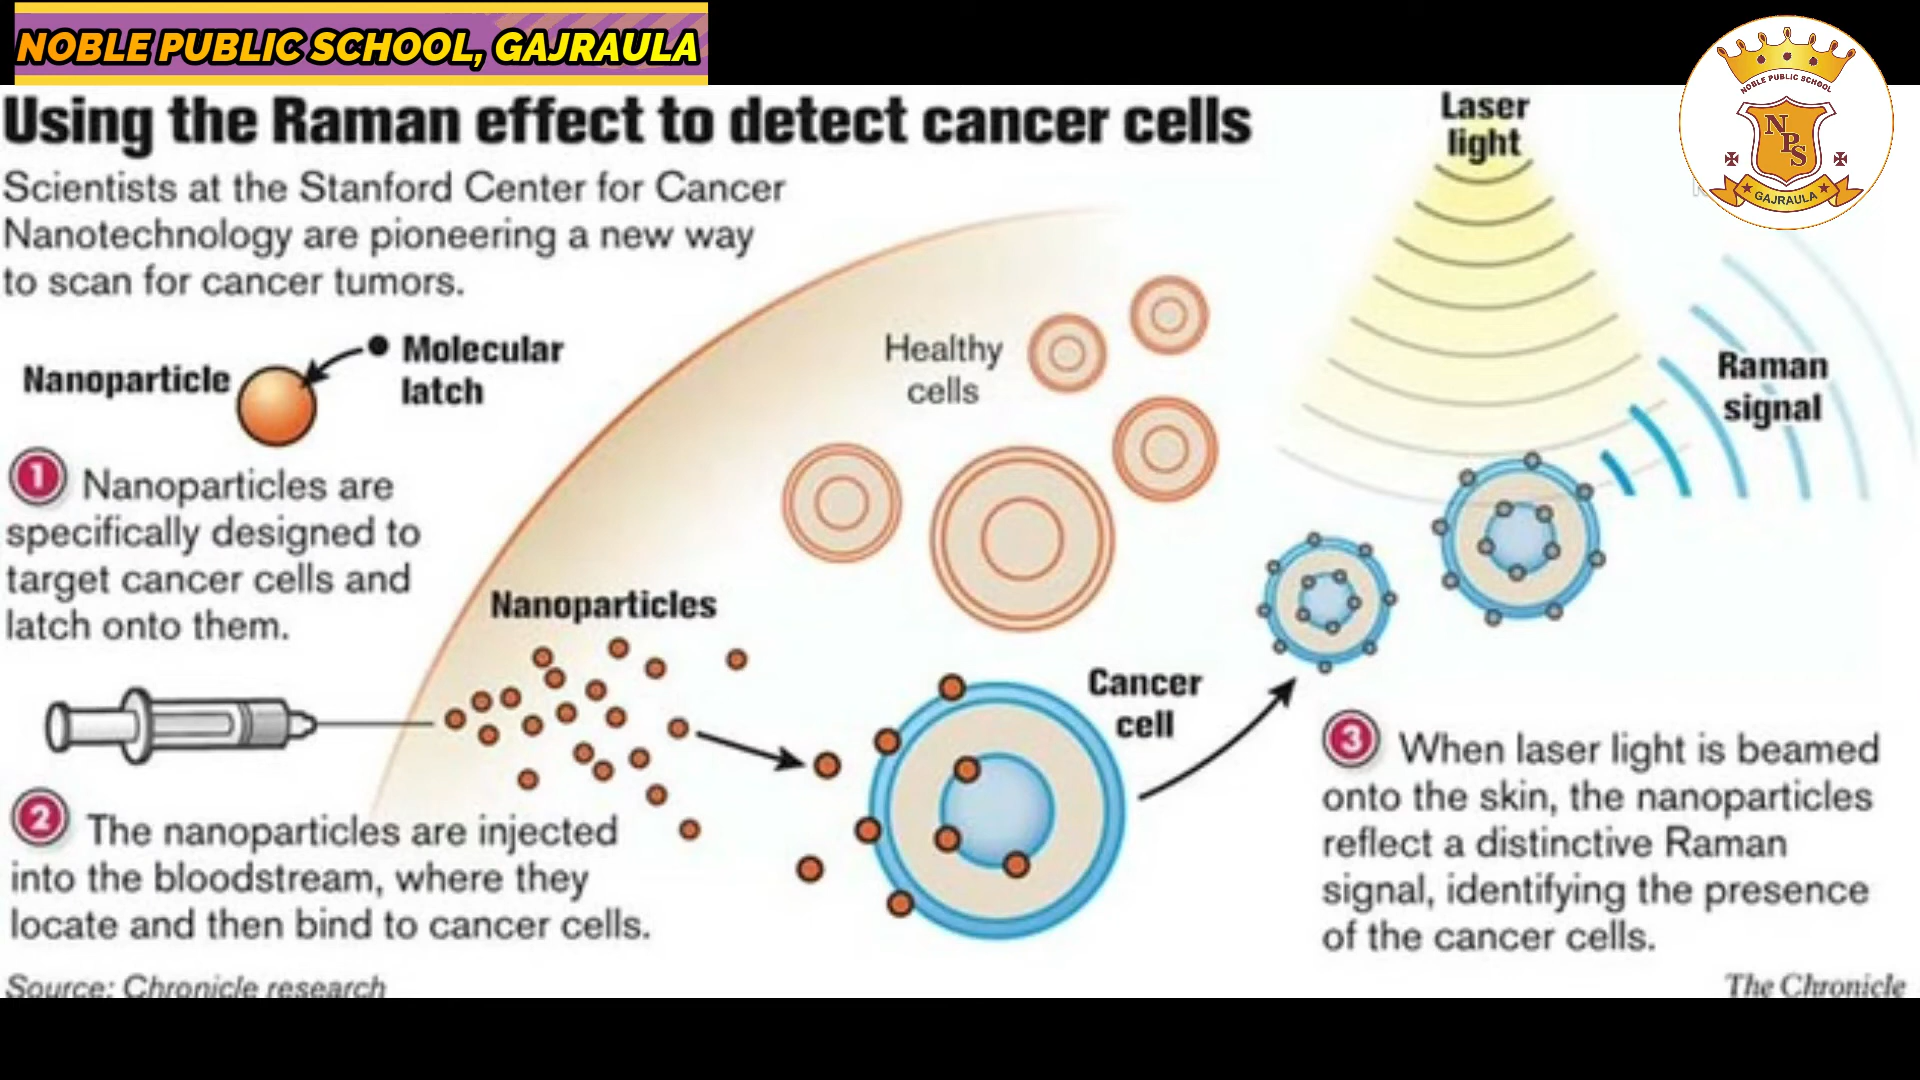 NOBLE PUBLIC SCHOOL, GAJRAULA
NOBLE PUBLIC SCHOOL
NPS
GAJRAULA
Using the Raman effect to detect cancer cells
Scientists at the Stanford Center for Cancer
Nanotechnology are pioneering a new way
to scan for cancer tumors.
Nanoparticle
Molecular
latch
1 Nanoparticles are
specifically designed to
target cancer cells and
latch onto them.
Nanoparticles
2 The nanoparticles are injected
into the bloodstream, where they
locate and then bind to cancer cells.
Healthy
cells
Cancer
cell
Laser
light
Raman
signal
3 When laser light is beamed
onto the skin, the nanoparticles
reflect a distinctive Raman
signal, identifying the presence
of the cancer cells.
Source: Chronicle research
The Chronicle